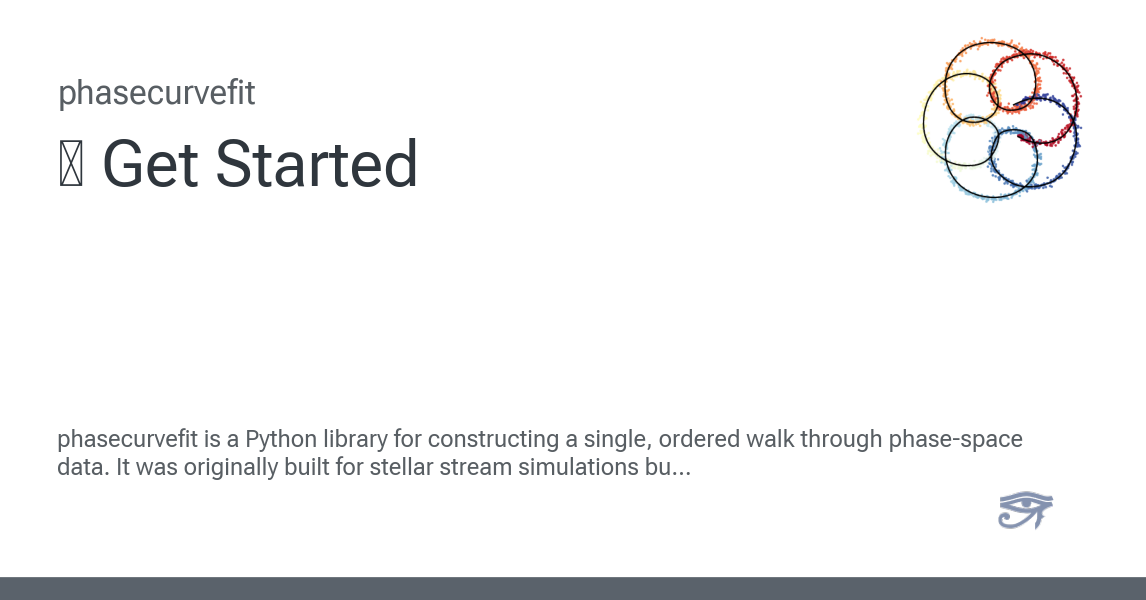 phasecurvefit
Get Started
phasecurvefit is a Python library for constructing a single, ordered walk through phase-space
data. It was originally built for stellar stream simulations bu...